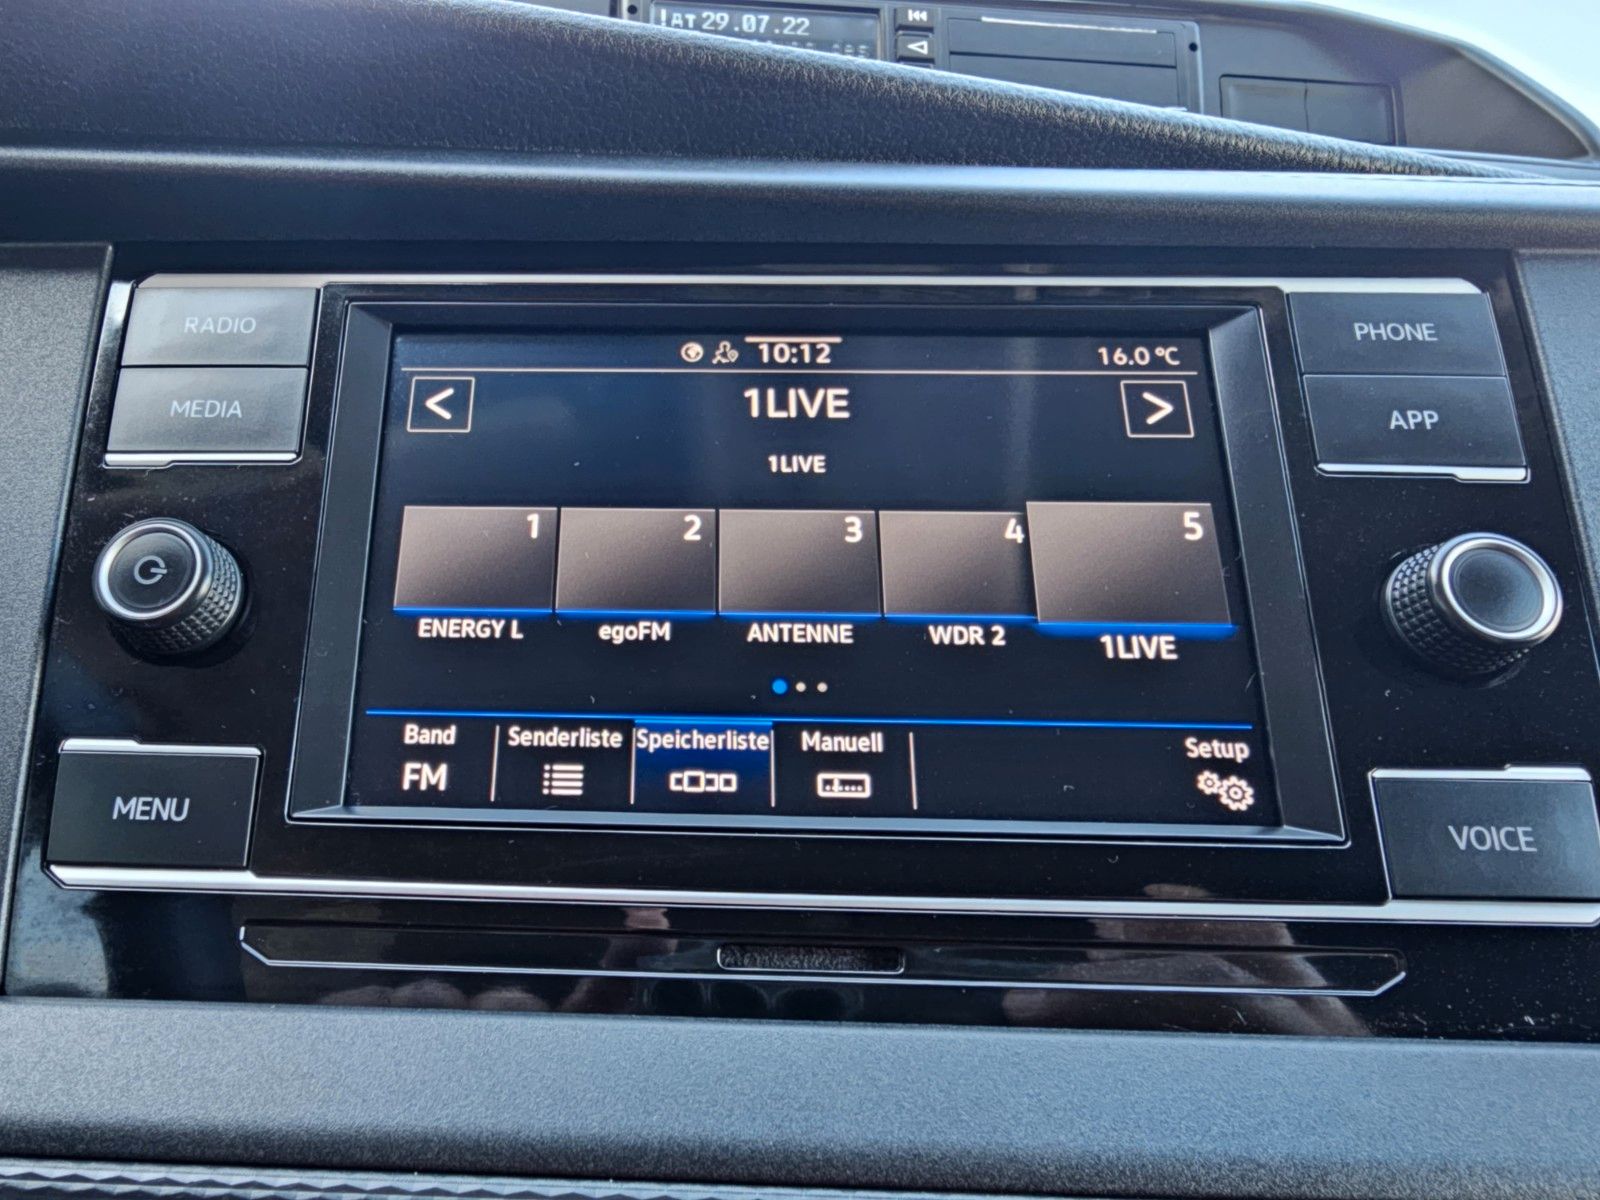 !AT 29.07.22
RADIO
MEDIA
10:12
16.0 °C
<
1LIVE
>
1LIVE
1
2
3
4
5
ENERGY L
egoFM
ANTENNE
WDR 2
1LIVE
Band
FM
Senderliste
Speicherliste
Manuell
Setup
PHONE
APP
MENU
VOICE